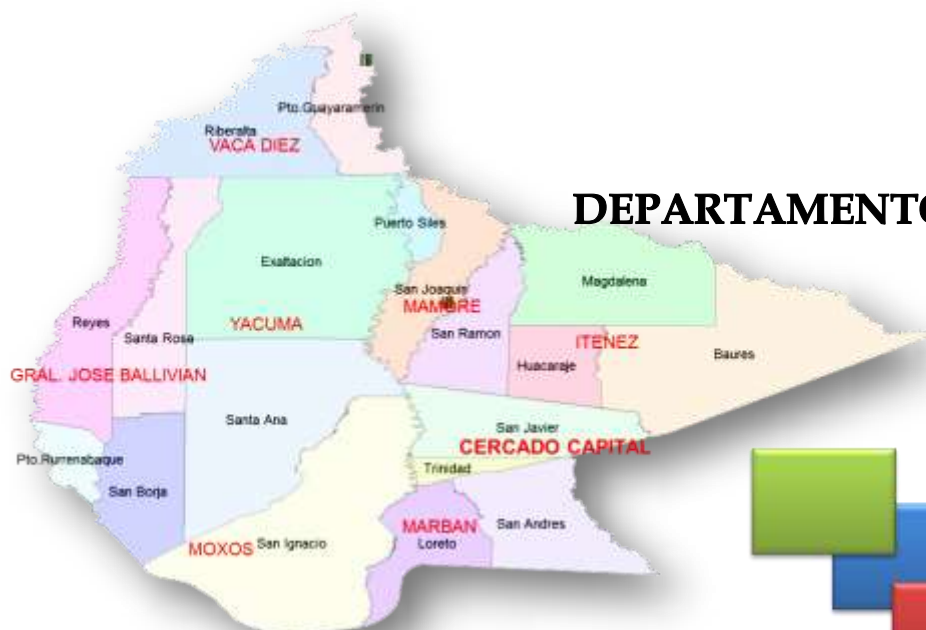 Pto.Guayaramerin
Riberalta
VACA DIEZ
DEPARTAMENTO
Puerto Siles
Exaltacion
Magdalena
San Joaquin
MAMORE
Reyes
YACUMA
San Ramon
Santa Rosa
ITENEZ
Baures
Huacaraje
GRAL. JOSE BALLIVIAN
Santa Ana
San Javier
CERCADO CAPITAL
Pto.Rurrenabaque
Trinidad
San Borja
MARBAN
San Andres
Loreto
MOXOS San Ignacio